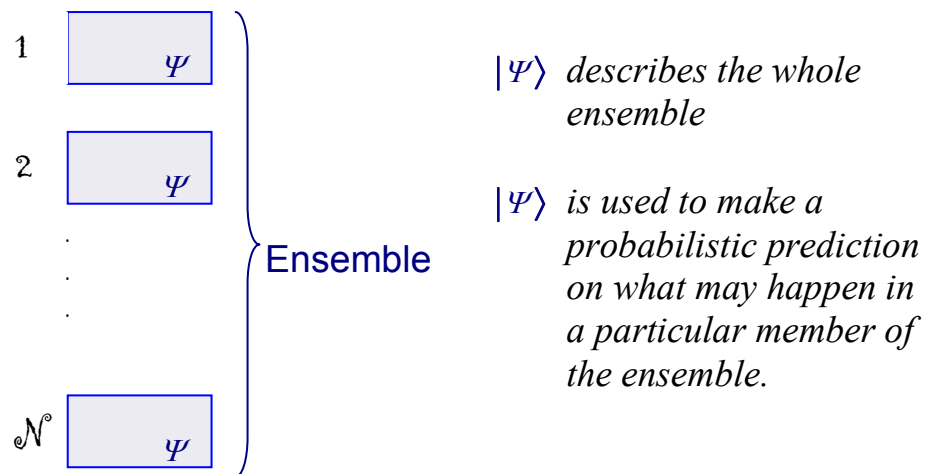 1
Ψ
2
Ψ
.
.
.
𝒩
Ψ
Ensemble
|Ψ⟩ describes the whole
ensemble
|Ψ⟩ is used to make a
probabilistic prediction
on what may happen in
a particular member of
the ensemble.